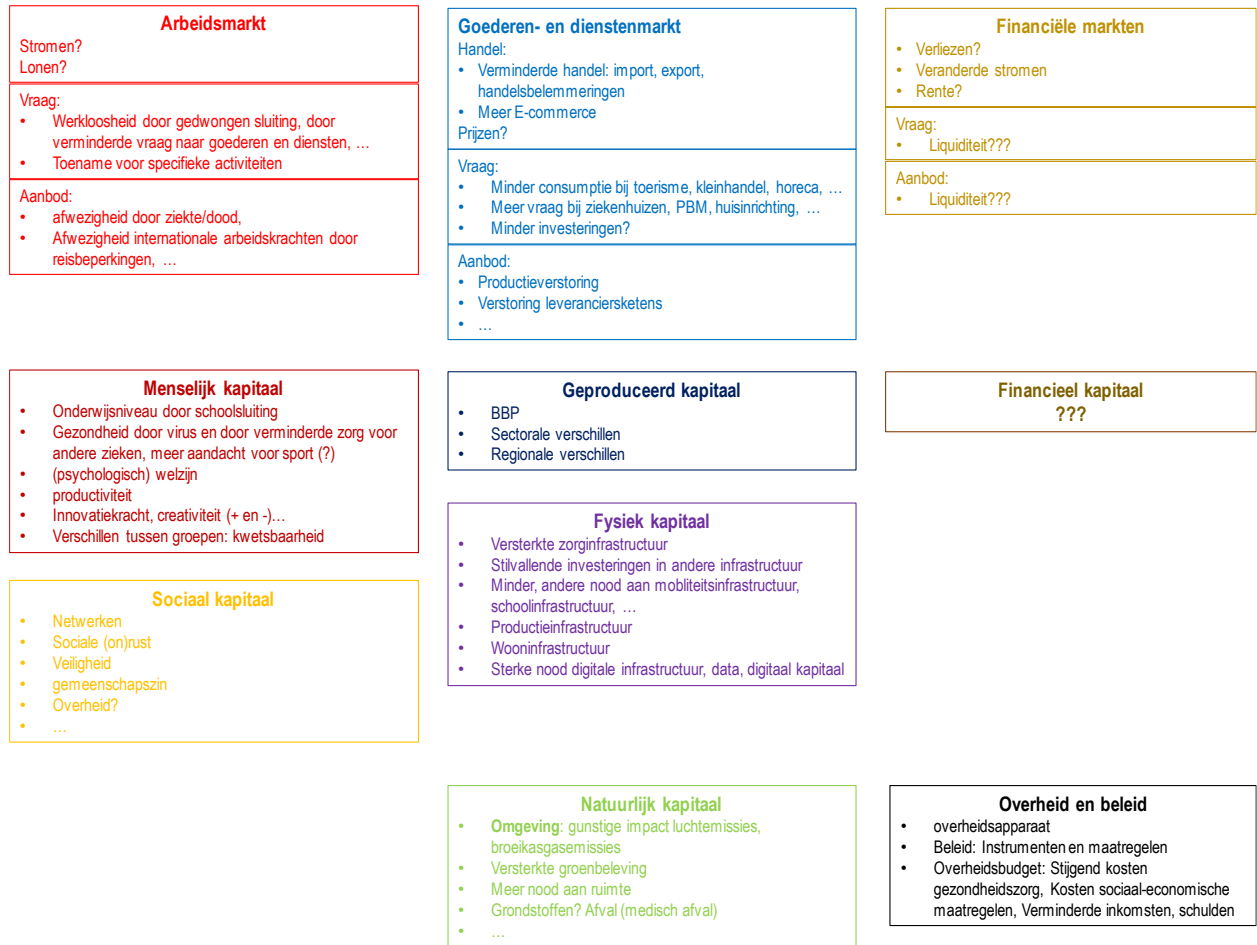 Arbeidsmarkt
Stromen?
Lonen?
Vraag:
• Werkloosheid door gedwongen sluiting, door
verminderde vraag naar goederen en diensten, …
• Toename voor specifieke activiteiten
Aanbod:
• afwezigheid door ziekte/dood,
• Afwezigheid internationale arbeidskrachten door
reisbeperkingen, …
Goederen- en dienstenmarkt
Handel:
• Verminderde handel: import, export,
handelsbelemmeringen
• Meer E-commerce
Prijzen?
Vraag:
• Minder consumptie bij toerisme, kleinhandel, horeca, …
• Meer vraag bij ziekenhuizen, PBM, huisinrichting, …
• Minder investeringen?
Aanbod:
• Productieverstoring
• Verstoring leveranciersketens
• …
Financiële markten
• Verliezen?
• Veranderde stromen
• Rente?
Vraag:
• Liquiditeit???
Aanbod:
• Liquiditeit???
Menselijk kapitaal
• Onderwijsniveau door schoolsluiting
• Gezondheid door virus en door verminderde zorg voor
andere zieken, meer aandacht voor sport (?)
• (psychologisch) welzijn
• productiviteit
• Innovatiekracht, creativiteit (+ en -)…
• Verschillen tussen groepen: kwetsbaarheid
Geproduceerd kapitaal
• BBP
• Sectorale verschillen
• Regionale verschillen
Financieel kapitaal
???
Fysiek kapitaal
• Versterkte zorginfrastructuur
• Stilvallende investeringen in andere infrastructuur
• Minder, andere nood aan mobliteitsinfrastructuur,
schoolinfrastructuur, …
• Productieinfrastructuur
• Wooninfrastructuur
• Sterke nood digitale infrastructuur, data, digitaal kapitaal
Sociaal kapitaal
• Netwerken
• Sociale (on)rust
• Veiligheid
• gemeenschapszin
• Overheid?
• …
Natuurlijk kapitaal
• Omgeving: gunstige impact luchtemissies,
broeikasgasemissies
• Versterkte groenbeleving
• Meer nood aan ruimte
• Grondstoffen? Afval (medisch afval)
• …
Overheid en beleid
• overheidsapparaat
• Beleid: Instrumenten en maatregelen
• Overheidsbudget: Stijgend kosten
gezondheidszorg, Kosten sociaal-economische
maatregelen, Verminderde inkomsten, schulden